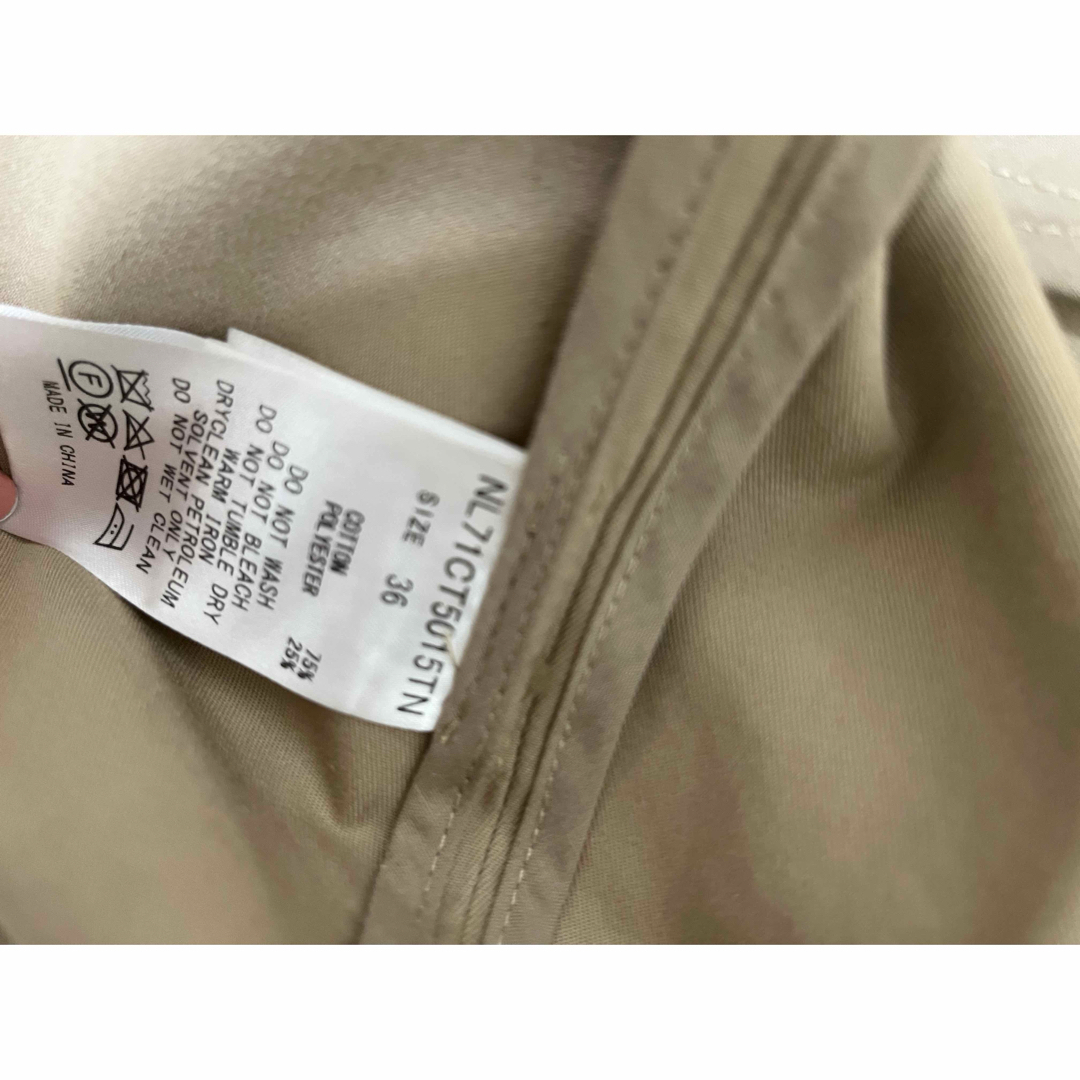 NL71CT5015TN
SIZE 36
COTTON 75%
POLYESTER 25%
DO NOT WASH
DO NOT BLEACH
DO NOT TUMBLE DRY
WARM IRON
DRYCLEAN PETROLEUM
SOLVENT ONLY
DO NOT WET CLEAN
F
MADE IN CHINA